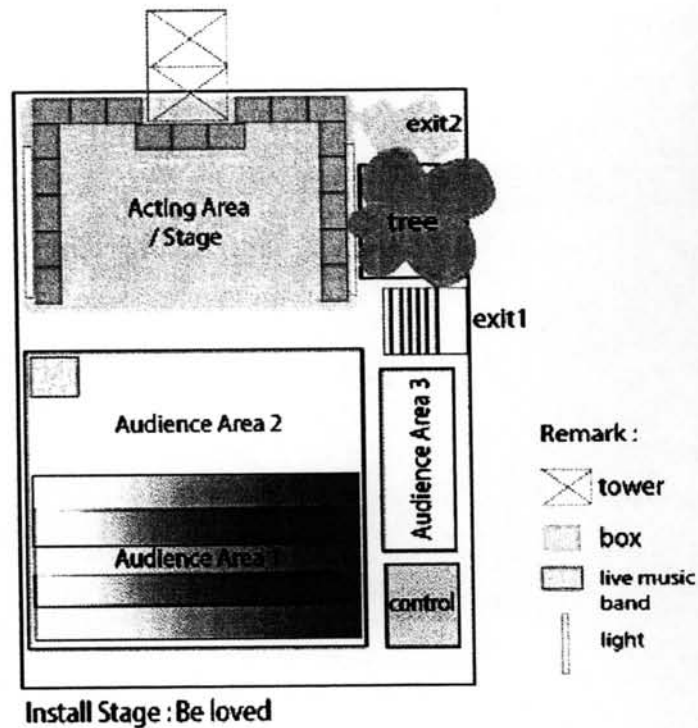 exit2
Acting Area
/ Stage
tree
exit1
Audience Area 2
Audience Area 3
Audience Area 1
control
Remark :
tower
box
live music
band
light
Install Stage : Be loved